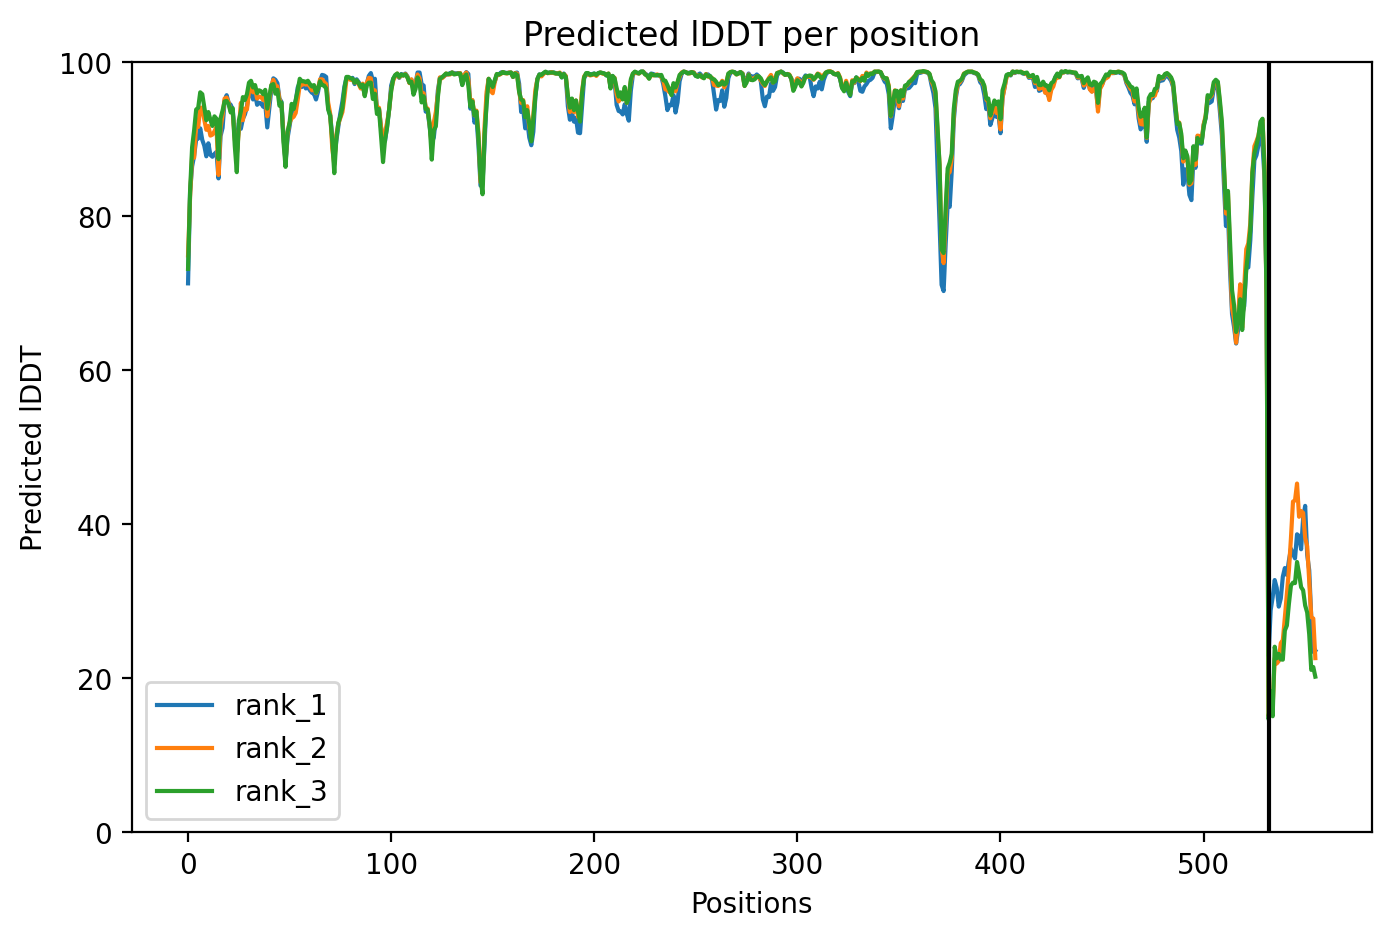 Predicted lDDT per position
100
80
60
40
20
0
Predicted lDDT
rank_1
rank_2
rank_3
0 100 200 300 400 500
Positions